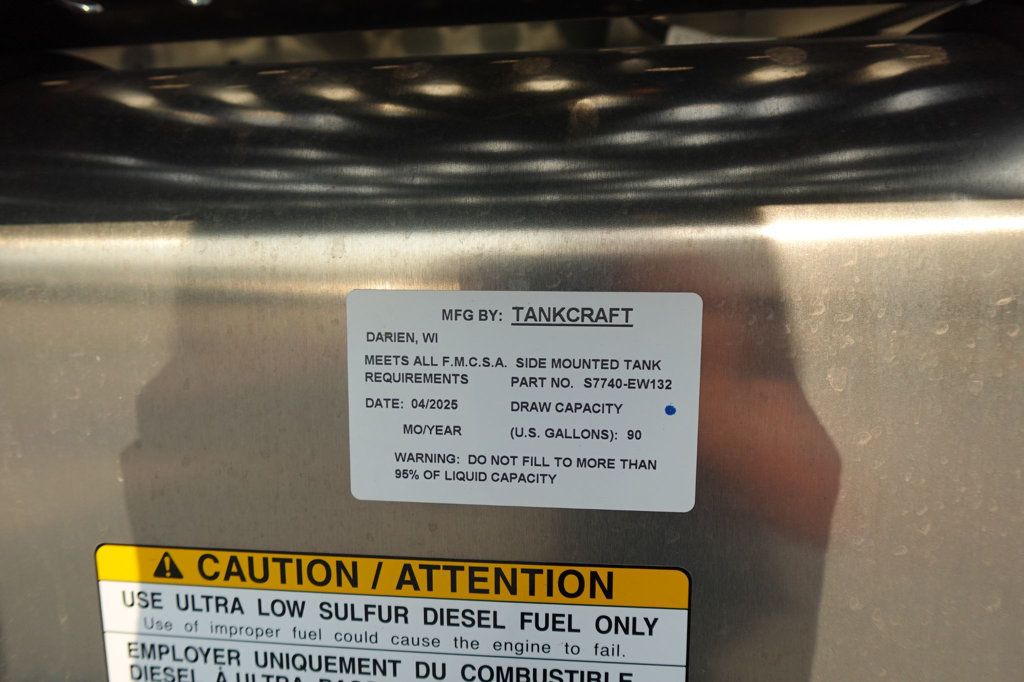 MFG BY: TANKCRAFT
DARIEN, WI
MEETS ALL F.M.C.S.A. SIDE MOUNTED TANK
REQUIREMENTS PART NO. S7740-EW132
DATE: 04/2025 DRAW CAPACITY
MO/YEAR (U.S. GALLONS): 90
WARNING: DO NOT FILL TO MORE THAN
95% OF LIQUID CAPACITY
CAUTION / ATTENTION
USE ULTRA LOW SULFUR DIESEL FUEL ONLY
Use of improper fuel could cause the engine to fail.
EMPLOYER UNIQUEMENT DU COMBUSTIBLE
DIESEL À ULTRA